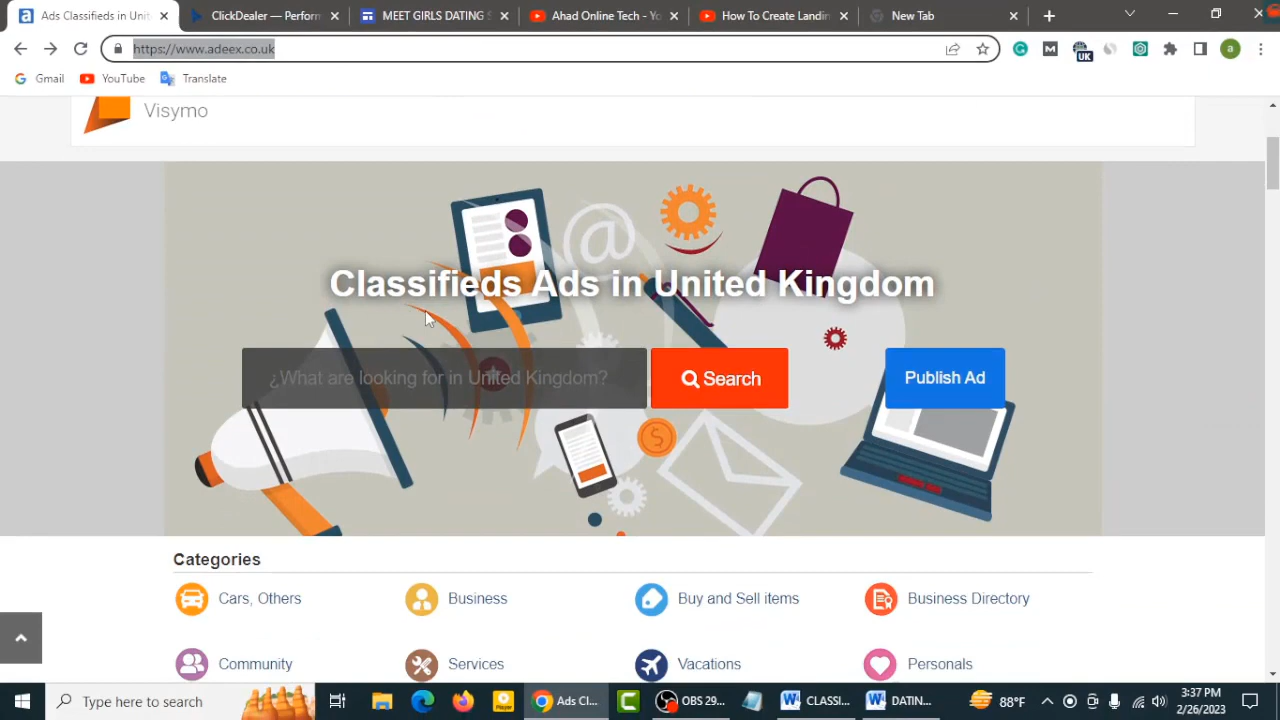 Ads Classifieds in Unit
ClickDealer — Perforn
MEET GIRLS DATING S
Ahad Online Tech - Yo
How To Create Landin
New Tab
https://www.adeex.co.uk
UK
a
Gmail
YouTube
Translate
Visymo
Classifieds Ads in United Kingdom
¿What are looking for in United Kingdom?
Search
Publish Ad
Categories
Cars, Others
Business
Buy and Sell items
Business Directory
Community
Services
Vacations
Personals
Type here to search
Ads Cl...
OBS 29...
CLASSI...
DATIN...
88°F
3:37 PM
2/26/2023